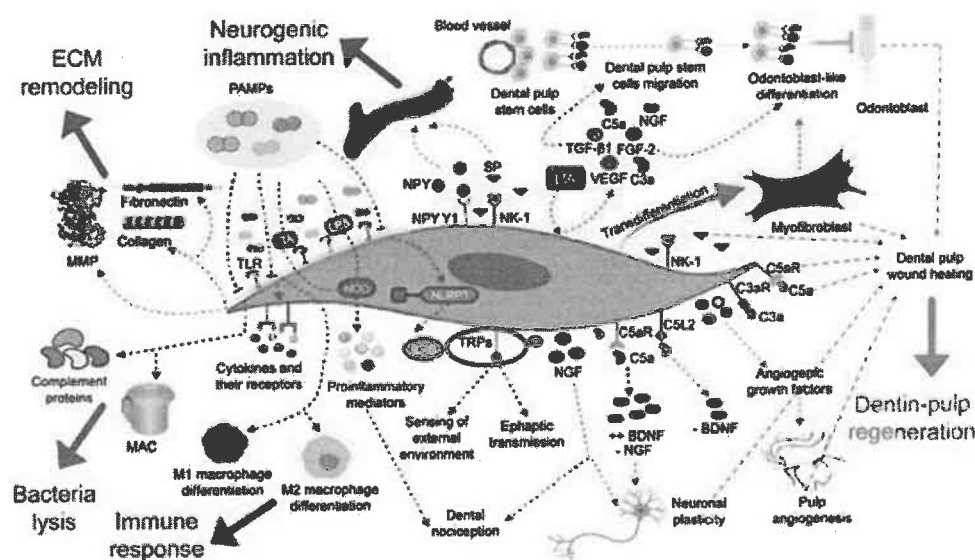 ECM
remodeling
Neurogenic
inflammation
Blood vessel
Dental pulp
stem cells
Dental pulp stem
cells migration
Odontoblast-like
differentiation
Odontoblast
PAMPs
C5a
NGF
TGF-β1
FGF-2
VEGF
C3a
SP
NPY
NPY Y1
NK-1
Fibronectin
Collagen
MMP
TLR
NOD
NLRP3
Transdifferentiation
Myofibroblast
NK-1
C5aR
C5a
C3aR
C3a
Dental pulp
wound healing
Complement
proteins
MAC
Cytokines and
their receptors
Proinflammatory
mediators
TRPs
NGF
C5aR
C5a
C5L2
Angiogenic
growth factors
Sensing of
external
environment
Ephaptic
transmission
BDNF
- NGF
- BDNF
Dentin-pulp
regeneration
M1 macrophage
differentiation
M2 macrophage
differentiation
Dental
nociception
Neuronal
plasticity
Pulp
angiogenesis
Bacteria
lysis
Immune
response